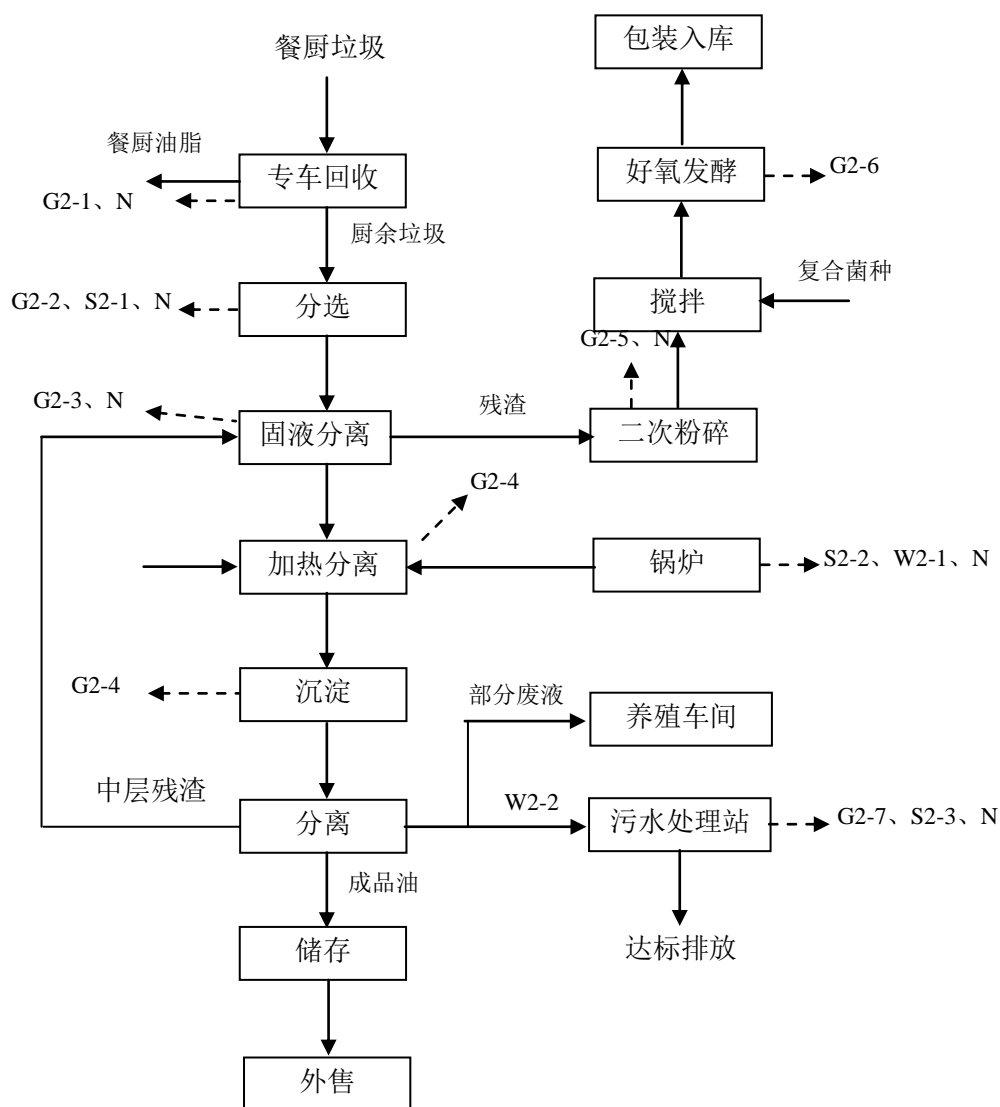 餐厨垃圾
包装入库
餐厨油脂
专车回收
好氧发酵
G2-6
G2-1、N
厨余垃圾
复合菌种
G2-2、S2-1、N
分选
搅拌
G2-5、N
G2-3、N
残渣
固液分离
二次粉碎
G2-4
加热分离
锅炉
S2-2、W2-1、N
G2-4
沉淀
部分废液
养殖车间
中层残渣
分离
W2-2
污水处理站
G2-7、S2-3、N
成品油
储存
达标排放
外售